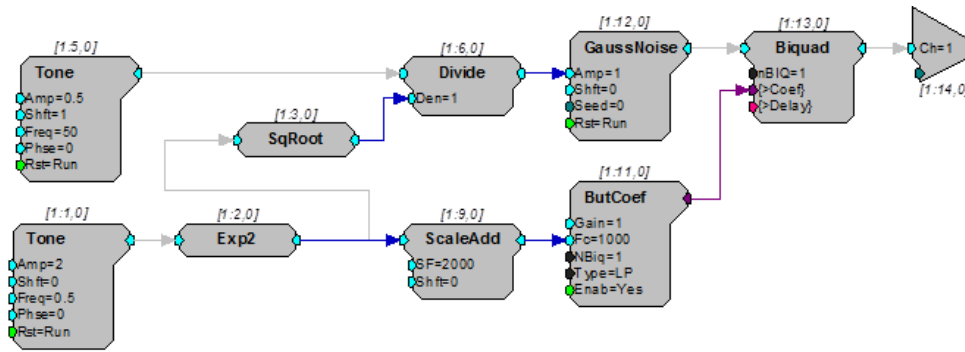 [1:5,0]
Tone
Amp=0.5
Shft=1
Freq=50
Phse=0
Rst=Run
[1:6,0]
Divide
Den=1
[1:3,0]
SqRoot
[1:12,0]
GaussNoise
Amp=1
Shft=0
Seed=0
Rst=Run
[1:13,0]
Biquad
nBIQ=1
{>Coef}
{>Delay}
Ch=1
[1:14,0]
[1:1,0]
Tone
Amp=2
Shft=0
Freq=0.5
Phse=0
Rst=Run
[1:2,0]
Exp2
[1:9,0]
ScaleAdd
SF=2000
Shft=0
[1:11,0]
ButCoef
Gain=1
Fc=1000
NBiq=1
Type=LP
Enab=Yes